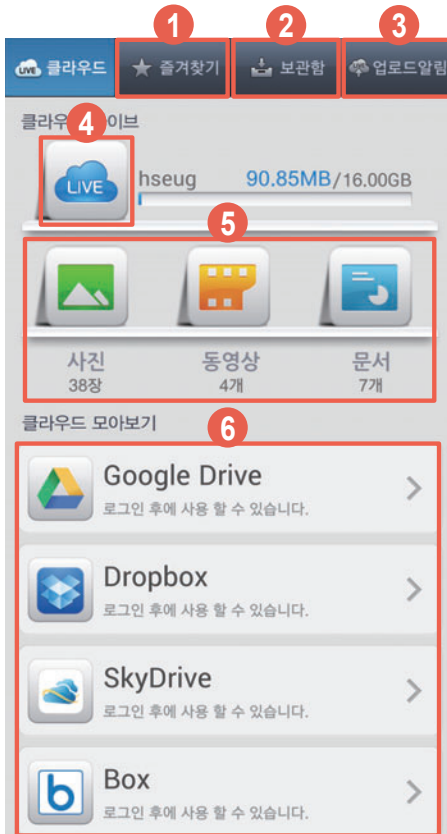 1 2 3
LIVE 클라우드 즐겨찾기 보관함 업로드알림
클라우 4 이브
LIVE hseug 90.85MB/16.00GB
5
사진 동영상 문서
38장 4개 7개
클라우드 모아보기 6
Google Drive
로그인 후에 사용 할 수 있습니다.
Dropbox
로그인 후에 사용 할 수 있습니다.
SkyDrive
로그인 후에 사용 할 수 있습니다.
Box
로그인 후에 사용 할 수 있습니다.